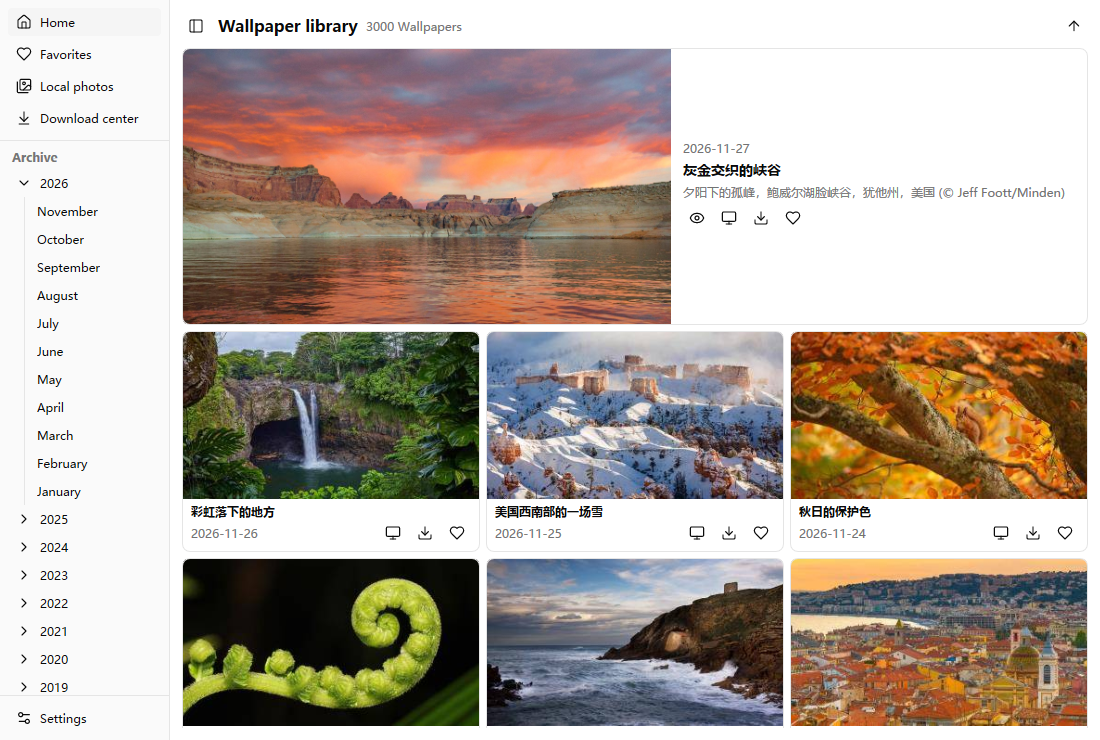 Home
Favorites
Local photos
Download center
Archive
2026
November
October
September
August
July
June
May
April
March
February
January
2025
2024
2023
2022
2021
2020
2019
Settings
Wallpaper library 3000 Wallpapers
2026-11-27
灰金交织的峡谷
夕阳下的孤峰，鲍威尔湖脸峡谷，犹他州，美国 (© Jeff Foott/Minden)
彩虹落下的地方
2026-11-26
美国西南部的一场雪
2026-11-25
秋日的保护色
2026-11-24